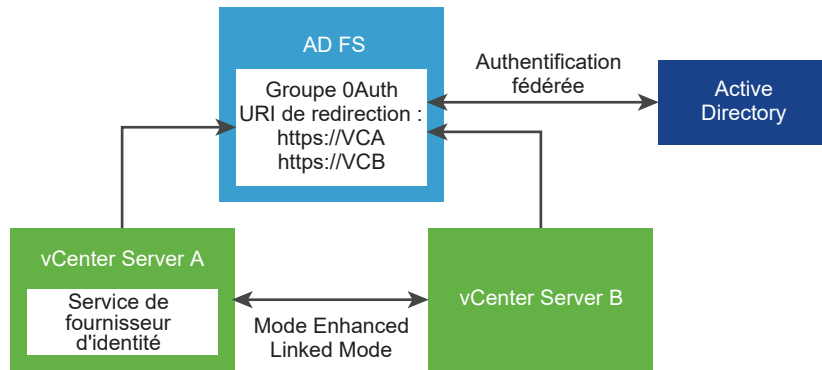 AD FS
Groupe 0Auth
URI de redirection :
https://VCA
https://VCB
Authentification
fédérée
Active
Directory
vCenter Server A
Service de
fournisseur
d'identité
Mode Enhanced
Linked Mode
vCenter Server B